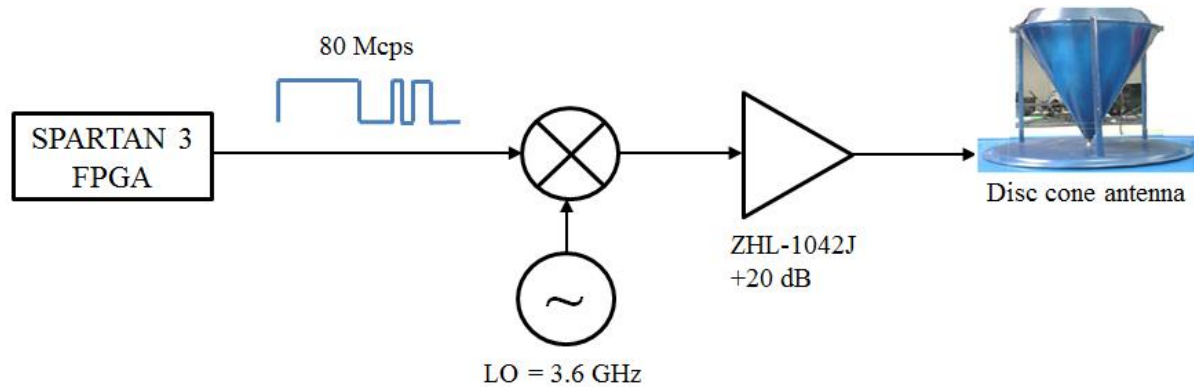 80 Mcps
SPARTAN 3
FPGA
Disc cone antenna
ZHL-1042J
+20 dB
~
LO = 3.6 GHz